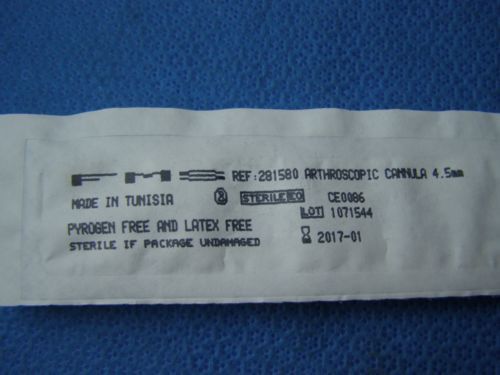 FMS REF:281580 ARTHROSCOPIC CANNULA 4.5mm
MADE IN TUNISIA 2 STERILE EO CE0086
LOT 1071544
PYROGEN FREE AND LATEX FREE
2017-01
STERILE IF PACKAGE UNDAMAGED